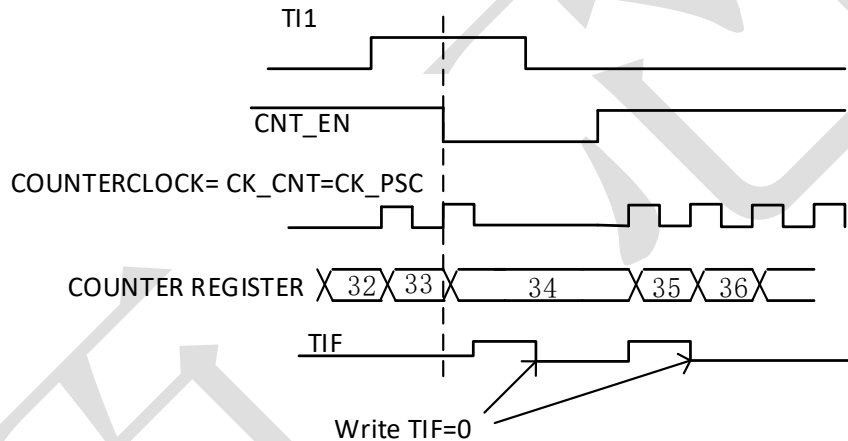 TI1
CNT_EN
COUNTERCLOCK= CK_CNT=CK_PSC
COUNTER REGISTER 32 33 34 35 36
TIF
Write TIF=0